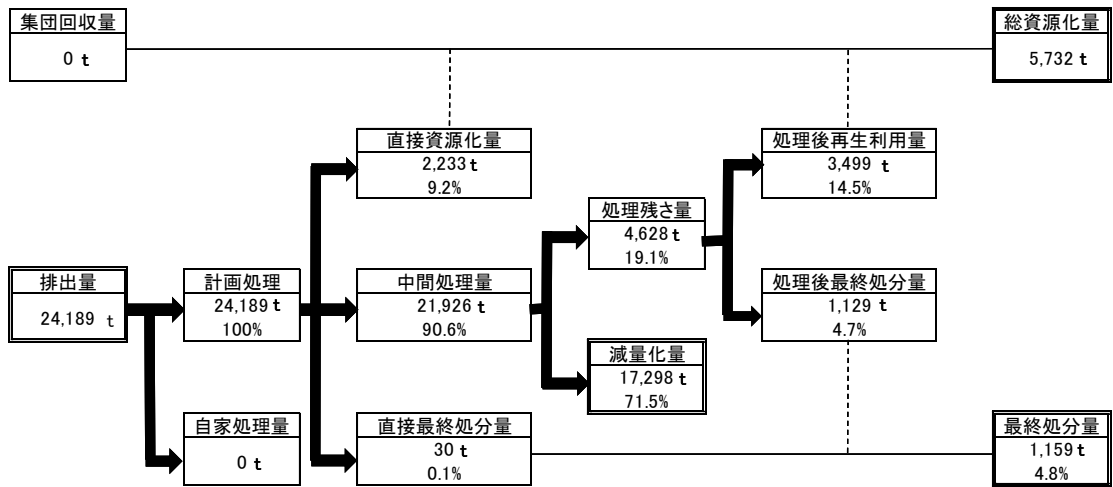 集団回収量
0 t
総資源化量
5,732 t
直接資源化量
2,233 t
9.2%
処理後再生利用量
3,499 t
14.5%
処理残さ量
4,628 t
19.1%
排出量
24,189 t
計画処理
24,189 t
100%
中間処理量
21,926 t
90.6%
処理後最終処分量
1,129 t
4.7%
減量化量
17,298 t
71.5%
自家処理量
0 t
直接最終処分量
30 t
0.1%
最終処分量
1,159 t
4.8%